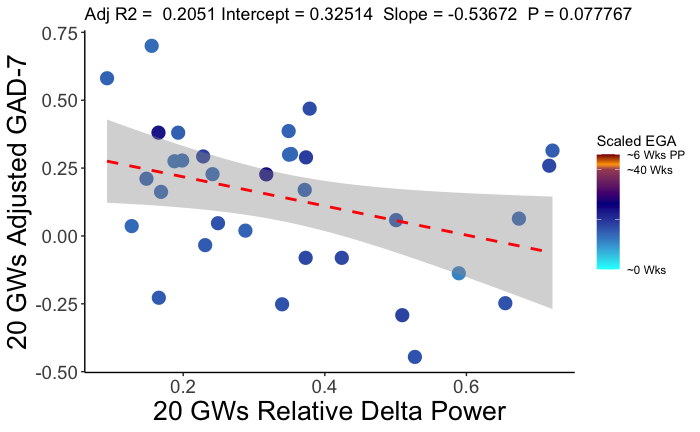 Adj R2 =  0.2051 Intercept = 0.32514  Slope = -0.53672  P = 0.077767
0.75
0.50
0.25
0.00
-0.25
-0.50
20 GWs Adjusted GAD-7
0.2
0.4
0.6
20 GWs Relative Delta Power
Scaled EGA
~6 Wks PP
~40 Wks
~0 Wks